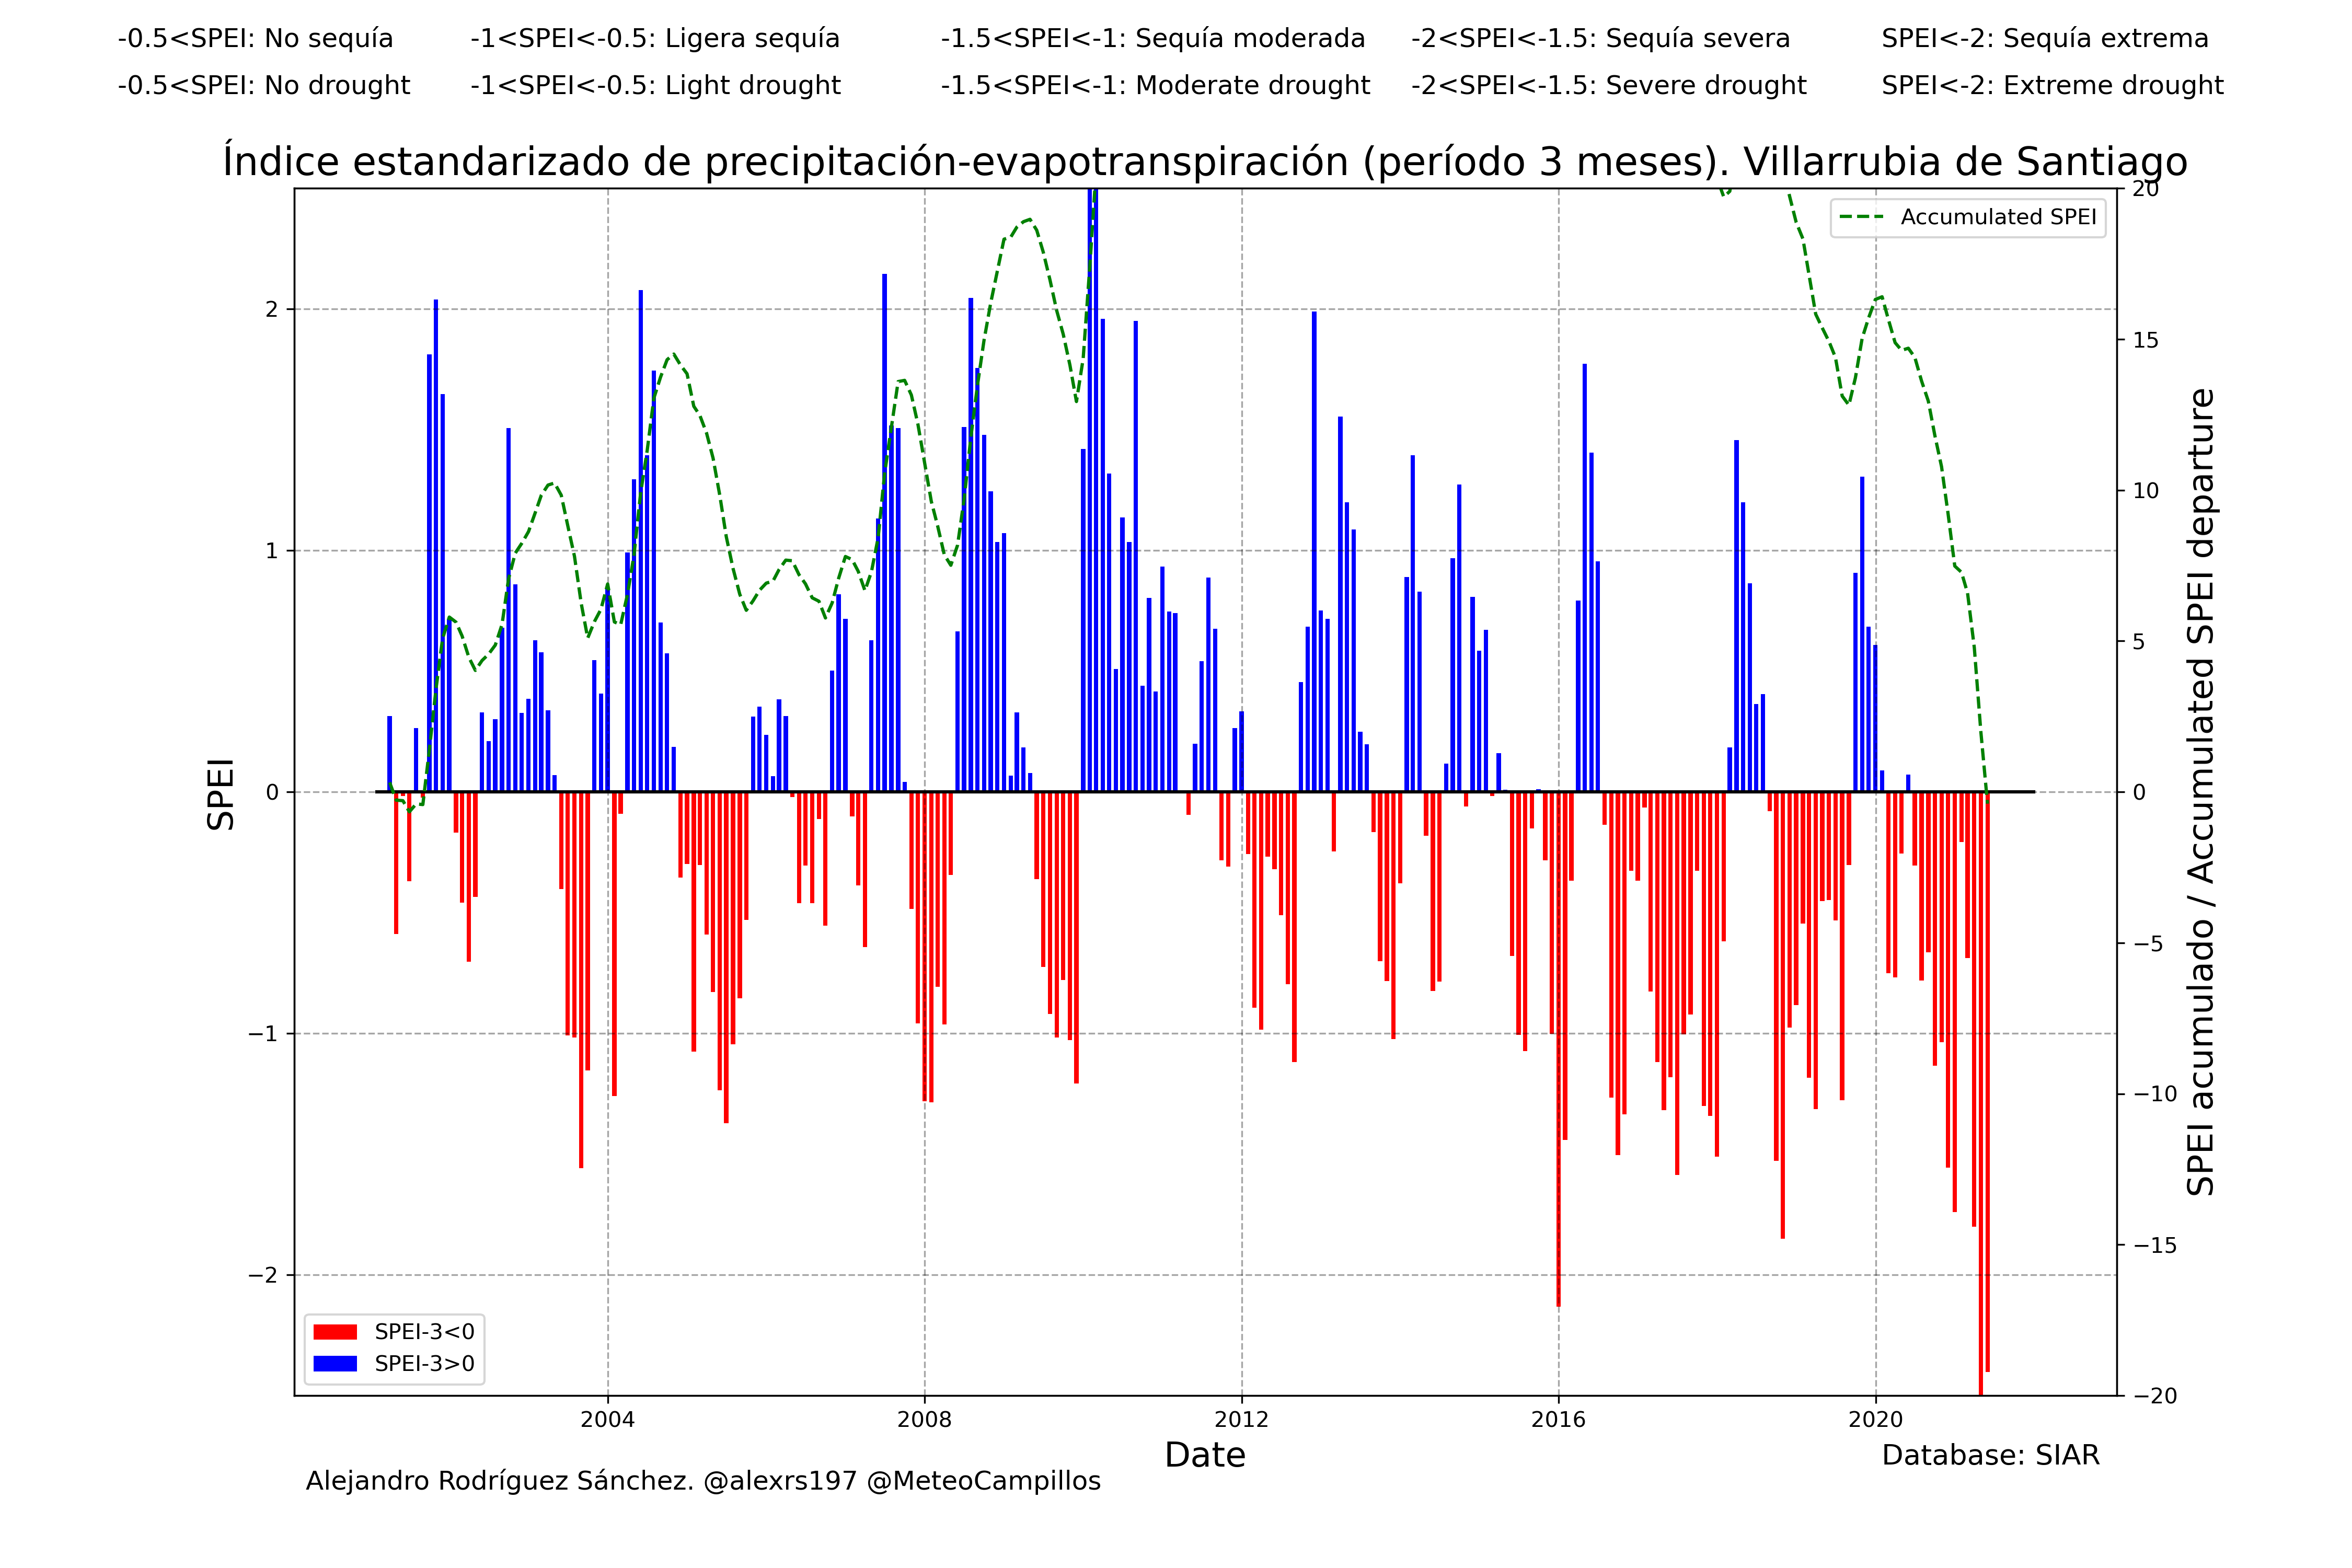 -0.5<SPEI: No sequía -1<SPEI<-0.5: Ligera sequía -1.5<SPEI<-1: Sequía moderada -2<SPEI<-1.5: Sequía severa SPEI<-2: Sequía extrema
-0.5<SPEI: No drought -1<SPEI<-0.5: Light drought -1.5<SPEI<-1: Moderate drought -2<SPEI<-1.5: Severe drought SPEI<-2: Extreme drought
Índice estandarizado de precipitación-evapotranspiración (período 3 meses). Villarrubia de Santiago
Accumulated SPEI
SPEI
2
1
0
−1
−2
20
15
10
5
0
−5
−10
−15
−20
SPEI acumulado / Accumulated SPEI departure
SPEI-3<0
SPEI-3>0
2004 2008 2012 2016 2020
Date
Database: SIAR
Alejandro Rodríguez Sánchez. @alexrs197 @MeteoCampillos